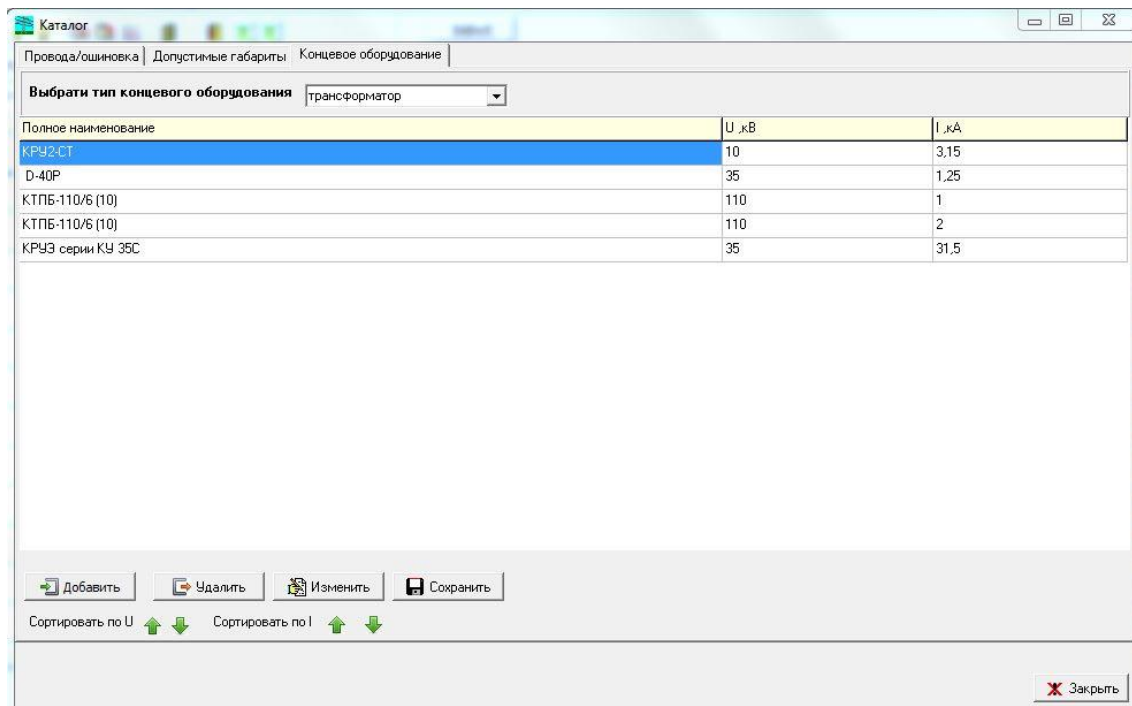 Каталог
Провода/ошиновка Допустимые габариты Концевое оборудование
Выбрати тип концевого оборудования трансформатор
Полное наименование U ,кВ I ,кА
КРУ2-СТ 10 3,15
D-40P 35 1,25
КТПБ-110/6 (10) 110 1
КТПБ-110/6 (10) 110 2
КРУЭ серии КУ 35С 35 31,5
Добавить Удалить Изменить Сохранить
Сортировать по U Сортировать по I
Закрыть